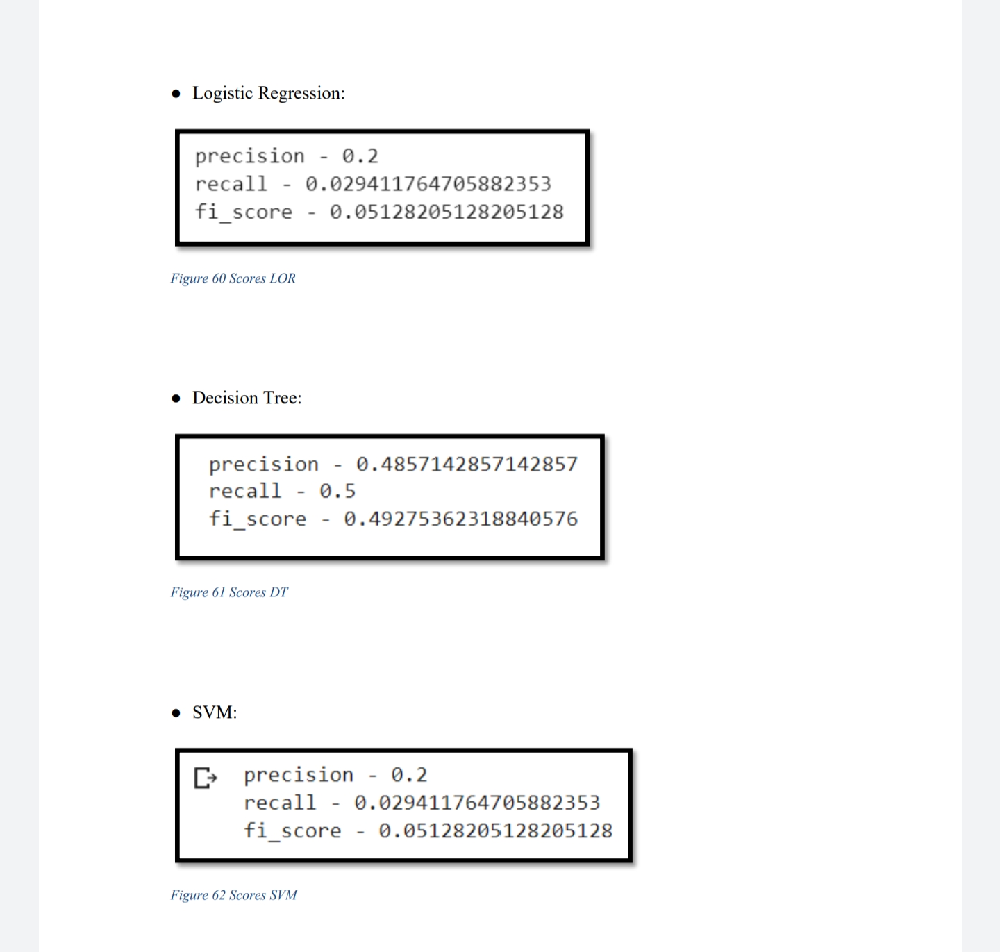 ● Logistic Regression:
precision - 0.2
recall - 0.029411764705882353
fi_score - 0.05128205128205128
Figure 60 Scores LOR
● Decision Tree:
precision - 0.4857142857142857
recall - 0.5
fi_score - 0.49275362318840576
Figure 61 Scores DT
● SVM:
precision - 0.2
recall - 0.029411764705882353
fi_score - 0.05128205128205128
Figure 62 Scores SVM